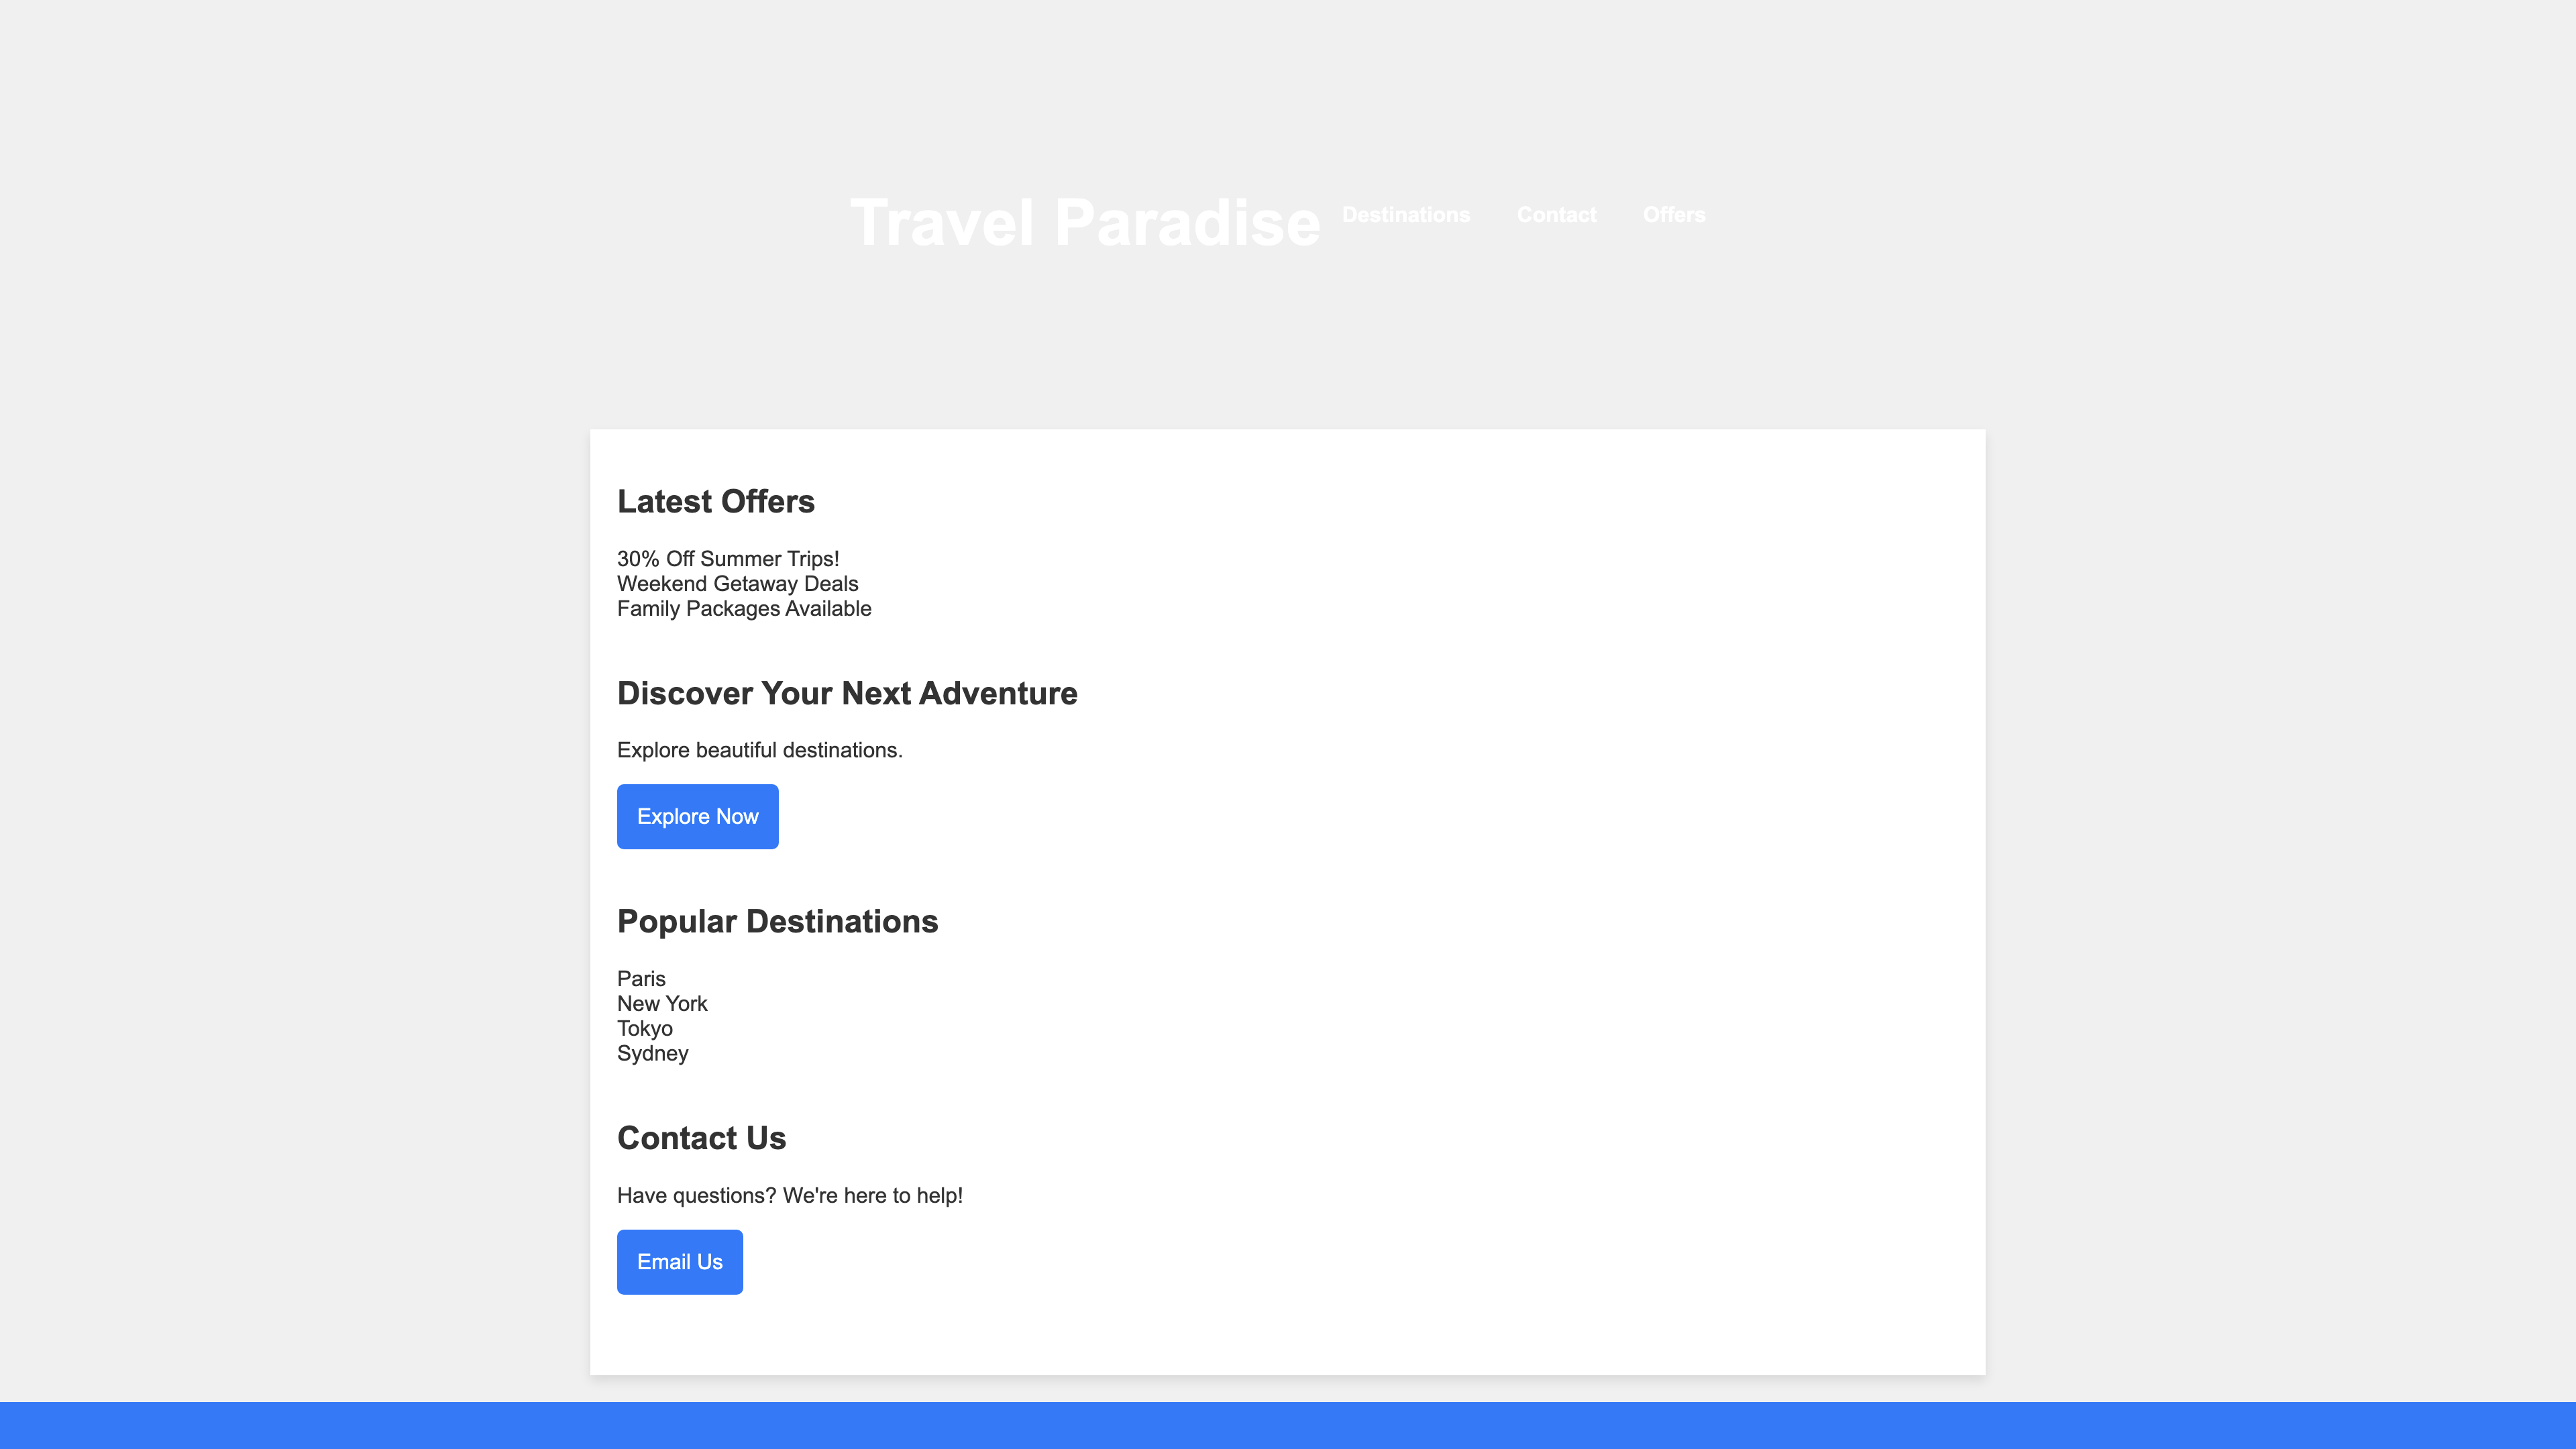 Travel Paradise
Destinations
Contact
Offers
Latest Offers
30% Off Summer Trips!
Weekend Getaway Deals
Family Packages Available
Discover Your Next Adventure
Explore beautiful destinations.
Explore Now
Popular Destinations
Paris
New York
Tokyo
Sydney
Contact Us
Have questions? We're here to help!
Email Us